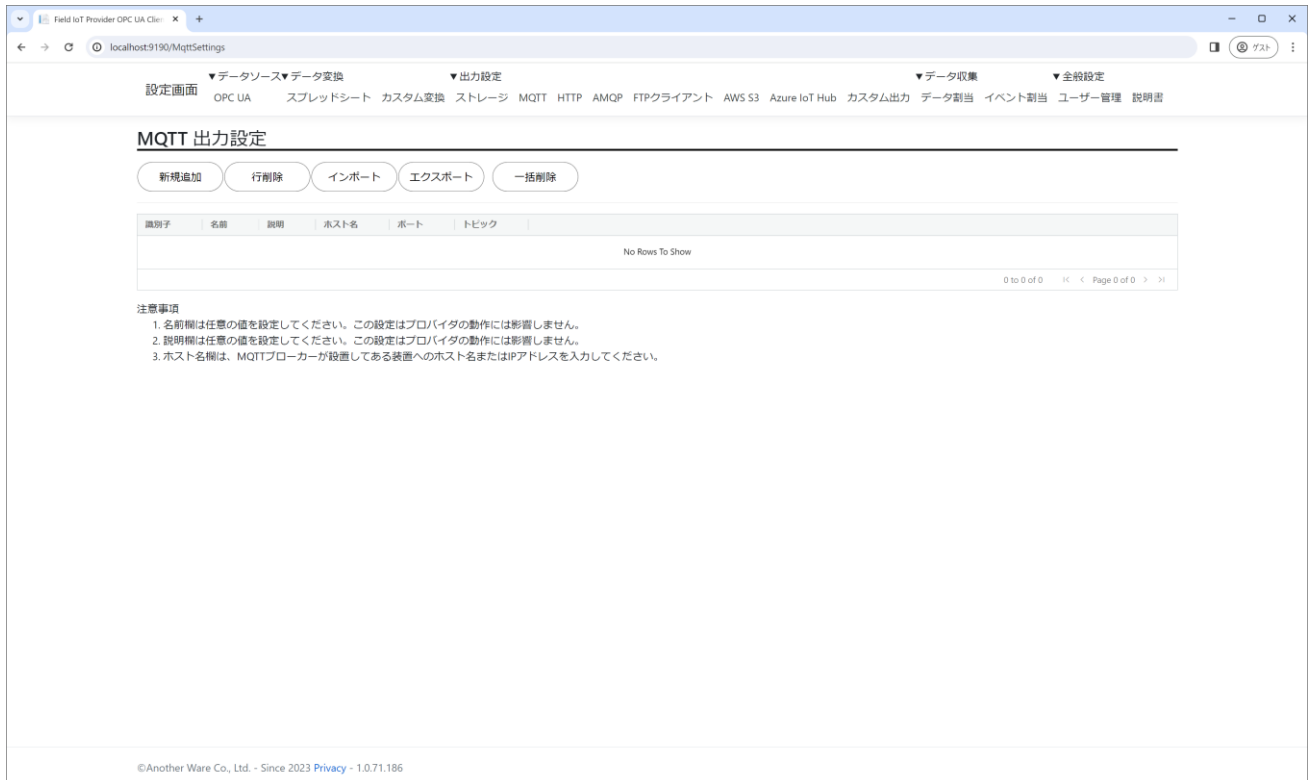 Field IoT Provider OPC UA Clie
localhost:9190/MqttSettings
ゲスト
設定画面
▼データソース ▼データ変換 ▼出力設定 ▼データ収集 ▼全般設定
OPC UA スプレッドシート カスタム変換 ストレージ MQTT HTTP AMQP FTPクライアント AWS S3 Azure IoT Hub カスタム出力 データ割当 イベント割当 ユーザー管理 説明書
MQTT 出力設定
新規追加 行削除 インポート エクスポート 一括削除
識別子 名前 説明 ホスト名 ポート トピック
No Rows To Show
0 to 0 of 0 Page 0 of 0
注意事項
1. 名前欄は任意の値を設定してください。この設定はプロバイダの動作には影響しません。
2. 説明欄は任意の値を設定してください。この設定はプロバイダの動作には影響しません。
3. ホスト名欄は、MQTTブローカーが設置してある装置へのホスト名またはIPアドレスを入力してください。
©Another Ware Co., Ltd. - Since 2023 Privacy - 1.0.71.186